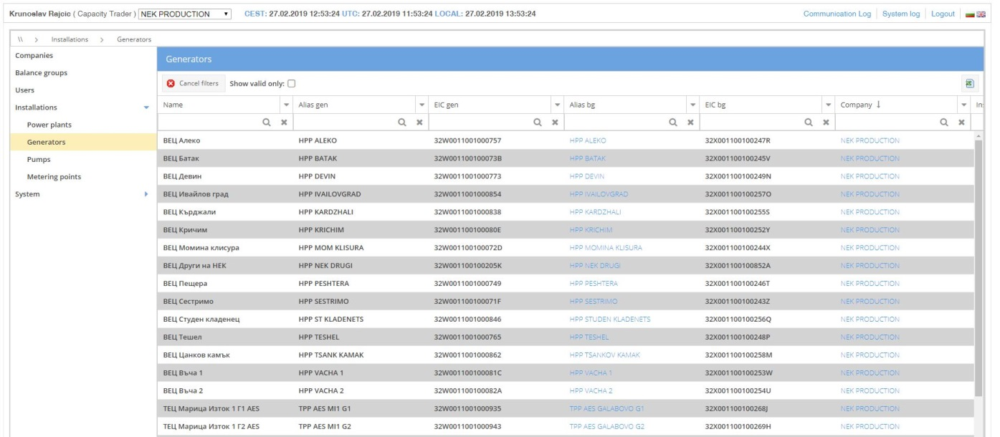 Krunoslav Rajcic ( Capacity Trader ) NEK PRODUCTION CEST: 27.02.2019 12:53:24 UTC: 27.02.2019 11:53:24 LOCAL: 27.02.2019 13:53:24 Communication Log System log Logout
\\ > Installations > Generators
Companies
Balance groups
Users
Installations
Power plants
Generators
Pumps
Metering points
System
Generators
Cancel filters Show valid only:
Name Alias gen EIC gen Alias bg EIC bg Company ↓ Ins
ВЕЦ Алеко HPP ALEKO 32W0011001000757 HPP ALEKO 32X001100100247R NEK PRODUCTION
ВЕЦ Батак HPP BATAK 32W001100100073B HPP BATAK 32X001100100245V NEK PRODUCTION
ВЕЦ Девин HPP DEVIN 32W0011001000773 HPP DEVIN 32X001100100249N NEK PRODUCTION
ВЕЦ Ивайлов град HPP IVAILOVGRAD 32W0011001000854 HPP IVAILOVGRAD 32X001100100257O NEK PRODUCTION
ВЕЦ Кърджали HPP KARDZHALI 32W0011001000838 HPP KARDZHALI 32X001100100255S NEK PRODUCTION
ВЕЦ Кричим HPP KRICHIM 32W001100100080E HPP KRICHIM 32X001100100252Y NEK PRODUCTION
ВЕЦ Момина клисура HPP MOM KLISURA 32W001100100072D HPP MOMINA KLISURA 32X001100100244X NEK PRODUCTION
ВЕЦ Други на НЕК HPP NEK DRUGI 32W001100100205K HPP NEK DRUGI 32X001100100852A NEK PRODUCTION
ВЕЦ Пещера HPP PESHTERA 32W0011001000749 HPP PESHTERA 32X001100100246T NEK PRODUCTION
ВЕЦ Сестримо HPP SESTRIMO 32W001100100071F HPP SESTRIMO 32X001100100243Z NEK PRODUCTION
ВЕЦ Студен кладенец HPP ST KLADENETS 32W0011001000846 HPP STUDEN KLADENETS 32X001100100256Q NEK PRODUCTION
ВЕЦ Тешел HPP TESHEL 32W0011001000765 HPP TESHEL 32X001100100248P NEK PRODUCTION
ВЕЦ Цанков камък HPP TSANK KAMAK 32W0011001000862 HPP TSANKOV KAMAK 32X001100100258M NEK PRODUCTION
ВЕЦ Въча 1 HPP VACHA 1 32W001100100081C HPP VACHA 1 32X001100100253W NEK PRODUCTION
ВЕЦ Въча 2 HPP VACHA 2 32W001100100082A HPP VACHA 2 32X001100100254U NEK PRODUCTION
ТЕЦ Марица Изток 1 Г1 AES TPP AES MI1 G1 32W0011001000935 TPP AES GALABOVO G1 32X001100100268J NEK PRODUCTION
ТЕЦ Марица Изток 1 Г2 AES TPP AES MI1 G2 32W0011001000943 TPP AES GALABOVO G2 32X001100100269H NEK PRODUCTION